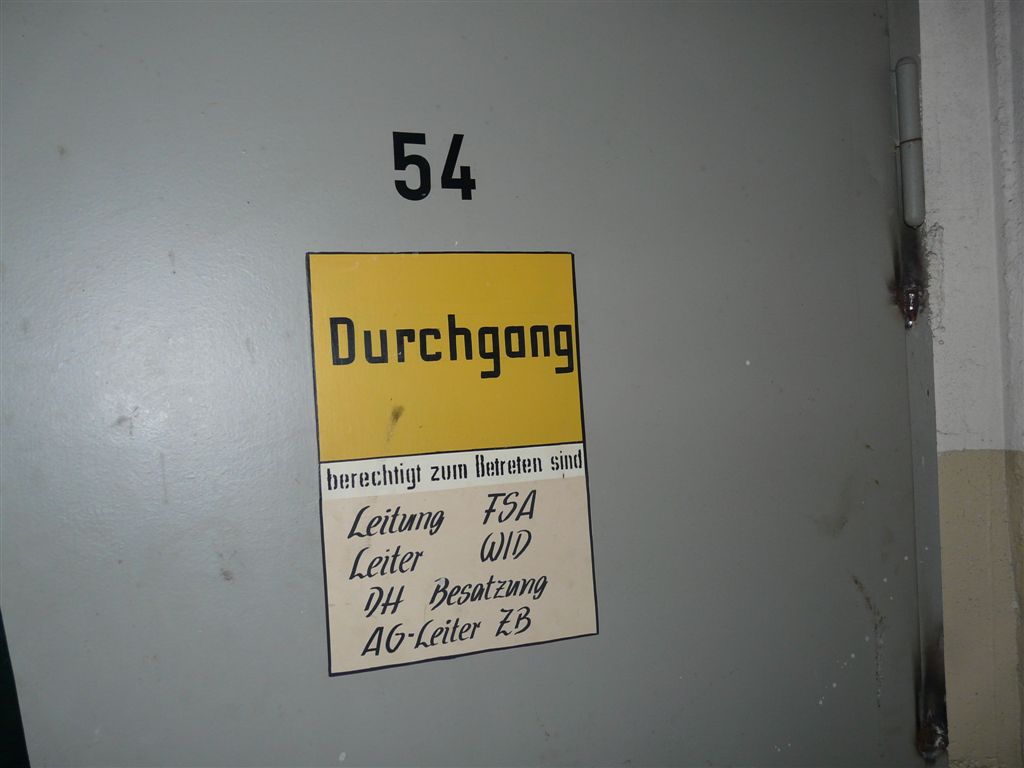 54
Durchgang
berechtigt zum Betreten sind
Leitung FSA
Leiter WID
DH Besatzung
AG-Leiter ZB